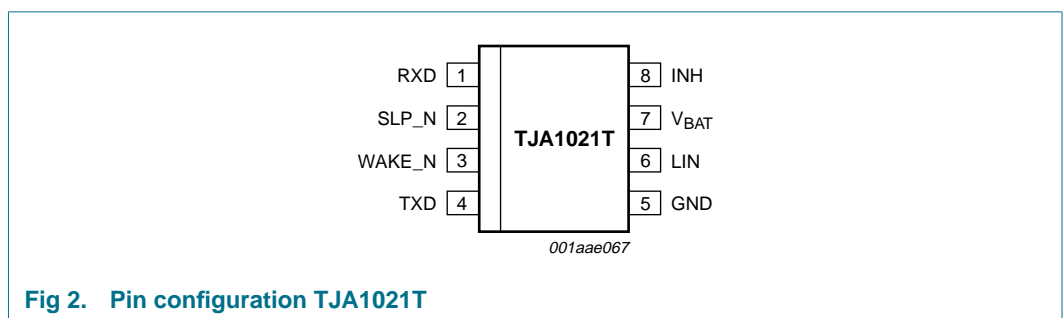 RXD 1 8 INH
SLP_N 2 7 VBAT
TJA1021T
WAKE_N 3 6 LIN
TXD 4 5 GND
001aae067
Fig 2. Pin configuration TJA1021T